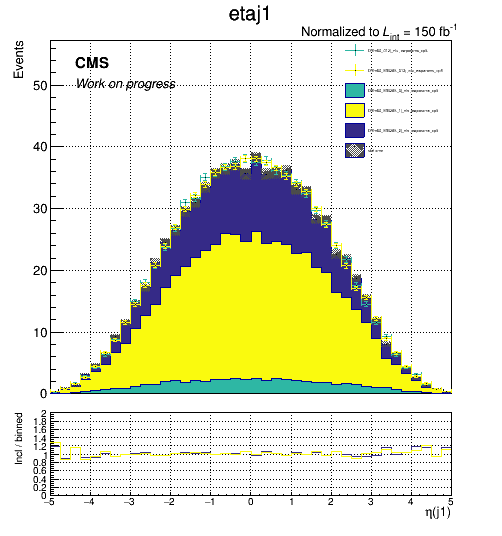 etaj1
Normalized to L_int = 150 fb⁻¹
Events
CMS
Work on progress
50
40
30
20
10
0
Incl / binned
2
1.8
1.6
1.4
1.2
1
0.8
0.6
0.4
0.2
0
−5 −4 −3 −2 −1 0 1 2 3 4 5
η(j1)